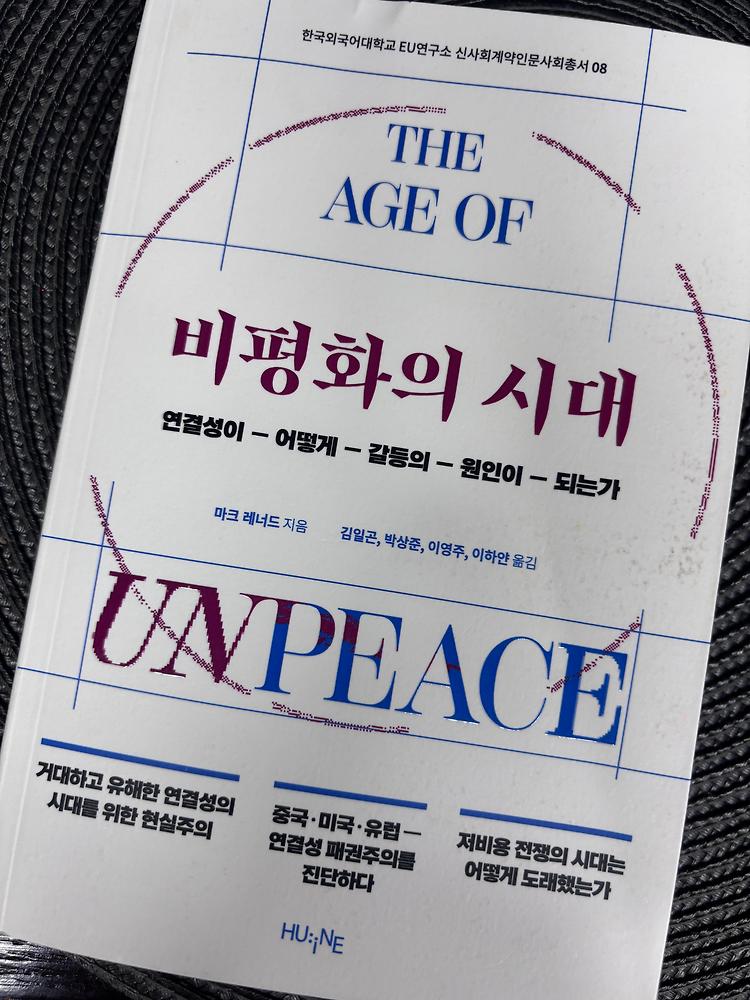 한국외국어대학교 EU연구소 신사회계약인문사회총서 08
THE
AGE OF
비평화의 시대
연결성이 – 어떻게 – 갈등의 – 원인이 – 되는가
마크 레너드 지음 김일곤, 박상준, 이영주, 이하얀 옮김
UNPEACE
거대하고 유해한 연결성의
시대를 위한 현실주의
중국·미국·유럽 —
연결성 패권주의를
진단하다
저비용 전쟁의 시대는
어떻게 도래했는가
HU:iNE